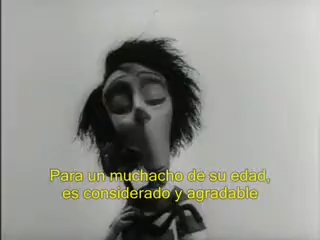 Para un muchacho de su edad,
es considerado y agradable